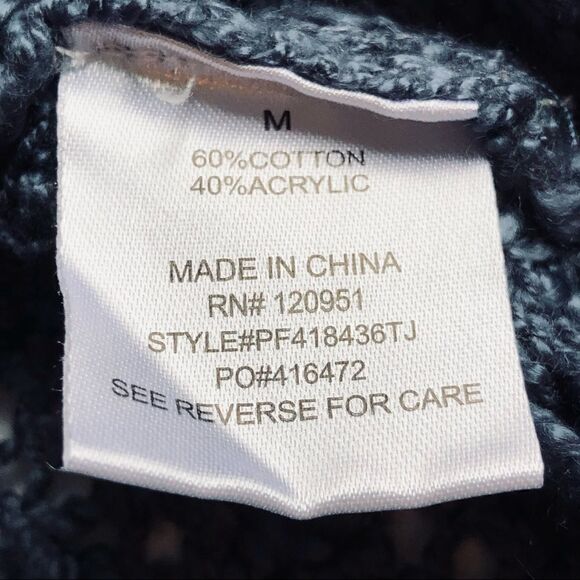 M
60%COTTON
40%ACRYLIC
MADE IN CHINA
RN# 120951
STYLE#PF418436TJ
PO#416472
SEE REVERSE FOR CARE